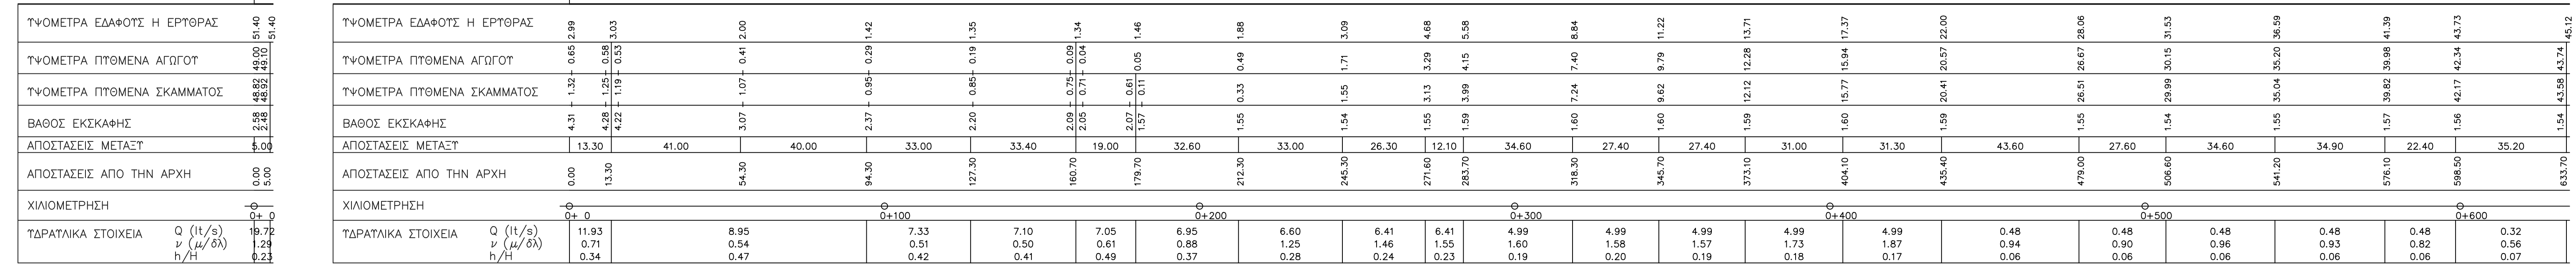 ΥΨΟΜΕΤΡΑ ΕΔΑΦΟΥΣ Η ΕΡΥΘΡΑΣ 51.40 51.40
ΥΨΟΜΕΤΡΑ ΠΥΘΜΕΝΑ ΑΓΩΓΟΥ 49.00 49.10
ΥΨΟΜΕΤΡΑ ΠΥΘΜΕΝΑ ΣΚΑΜΜΑΤΟΣ 48.82 48.92
ΒΑΘΟΣ ΕΚΣΚΑΦΗΣ 2.58 2.48
ΑΠΟΣΤΑΣΕΙΣ ΜΕΤΑΞΥ 5.00
ΑΠΟΣΤΑΣΕΙΣ ΑΠΟ ΤΗΝ ΑΡΧΗ 0.00 5.00
ΧΙΛΙΟΜΕΤΡΗΣΗ
0+ 0
ΥΔΡΑΥΛΙΚΑ ΣΤΟΙΧΕΙΑ Q (lt/s) 19.72
ν (μ/δλ) 1.29
h/H 0.23
ΥΨΟΜΕΤΡΑ ΕΔΑΦΟΥΣ Η ΕΡΥΘΡΑΣ 2.99 3.03 2.00 1.42 1.35 1.34 1.46 1.88 3.09 4.68 5.58 8.84 11.22 13.71 17.37 22.00 28.06 31.53 36.59 41.39 43.73 45.12
ΥΨΟΜΕΤΡΑ ΠΥΘΜΕΝΑ ΑΓΩΓΟΥ -0.65 -0.58 -0.53 -0.41 -0.29 -0.19 -0.09 -0.04 0.05 0.49 1.71 3.29 4.15 7.40 9.79 12.28 15.94 20.57 26.67 30.15 35.20 39.98 42.34 43.74
ΥΨΟΜΕΤΡΑ ΠΥΘΜΕΝΑ ΣΚΑΜΜΑΤΟΣ -1.32 -1.25 -1.19 -1.07 -0.95 -0.85 -0.75 -0.71 -0.61 -0.11 0.33 1.55 3.13 3.99 7.24 9.62 12.12 15.77 20.41 26.51 29.99 35.04 39.82 42.17 43.58
ΒΑΘΟΣ ΕΚΣΚΑΦΗΣ 4.31 4.28 4.22 3.07 2.37 2.20 2.09 2.05 2.07 1.57 1.55 1.54 1.55 1.59 1.60 1.60 1.59 1.60 1.59 1.55 1.54 1.55 1.57 1.56 1.54
ΑΠΟΣΤΑΣΕΙΣ ΜΕΤΑΞΥ 13.30 41.00 40.00 33.00 33.40 19.00 32.60 33.00 26.30 12.10 34.60 27.40 27.40 31.00 31.30 43.60 27.60 34.60 34.90 22.40 35.20
ΑΠΟΣΤΑΣΕΙΣ ΑΠΟ ΤΗΝ ΑΡΧΗ 0.00 13.30 54.30 94.30 127.30 160.70 179.70 212.30 245.30 271.60 283.70 318.30 345.70 373.10 404.10 435.40 479.00 506.60 541.20 576.10 598.50 633.70
ΧΙΛΙΟΜΕΤΡΗΣΗ
0+ 0 0+100 0+200 0+300 0+400 0+500 0+600
ΥΔΡΑΥΛΙΚΑ ΣΤΟΙΧΕΙΑ Q (lt/s) 11.93 8.95 7.33 7.10 7.05 6.95 6.60 6.41 6.41 4.99 4.99 4.99 4.99 4.99 0.48 0.48 0.48 0.48 0.48 0.32
ν (μ/δλ) 0.71 0.54 0.51 0.50 0.61 0.88 1.25 1.46 1.55 1.60 1.58 1.57 1.73 1.87 0.94 0.90 0.96 0.93 0.82 0.56
h/H 0.34 0.47 0.42 0.41 0.49 0.37 0.28 0.24 0.23 0.19 0.20 0.19 0.18 0.17 0.06 0.06 0.06 0.06 0.06 0.07